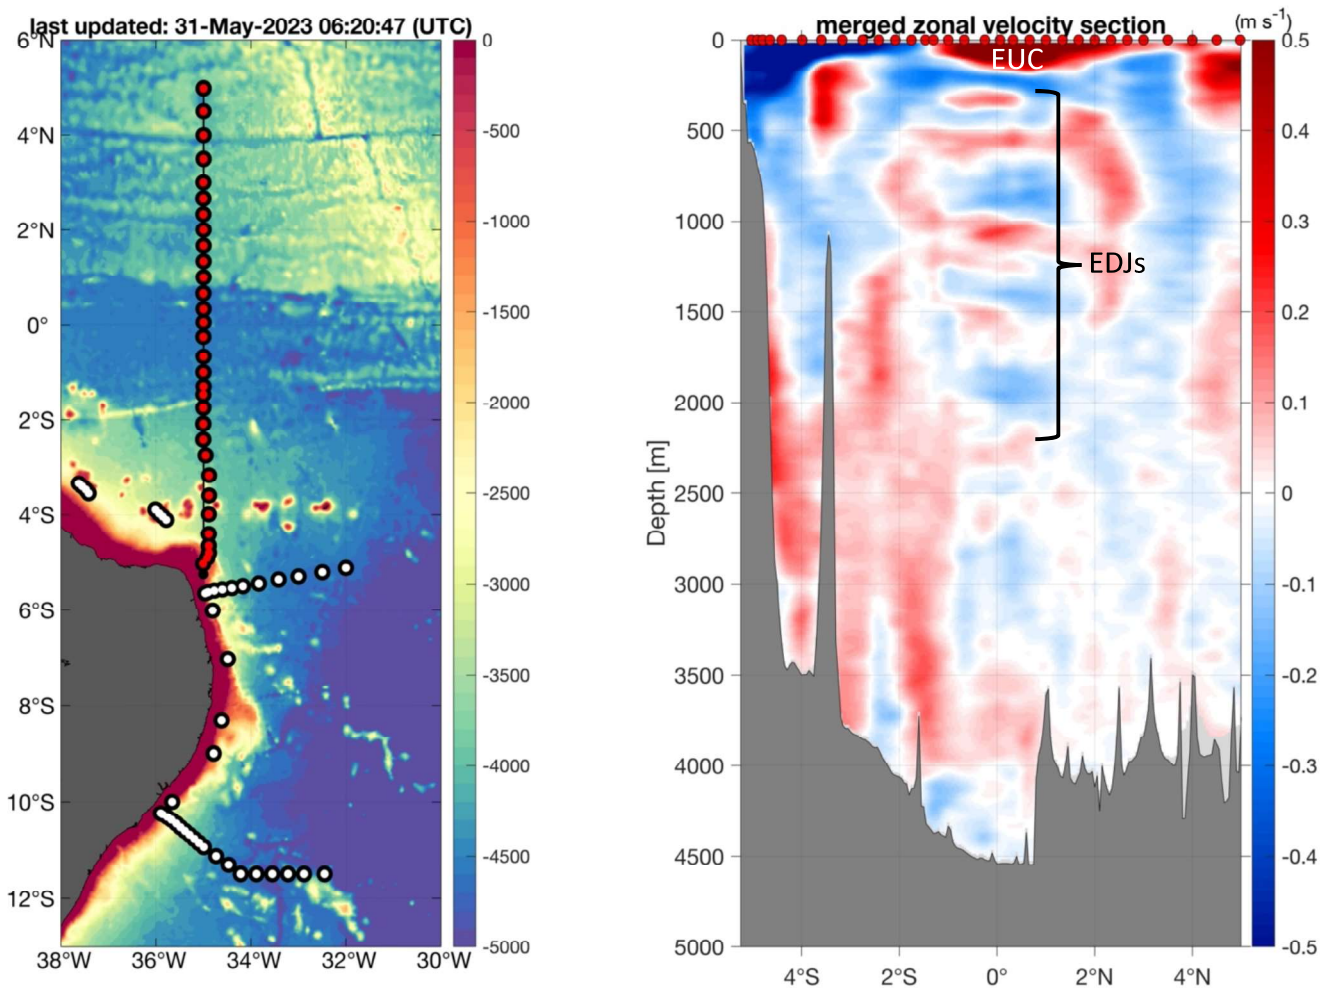 last updated: 31-May-2023 06:20:47 (UTC)
6°N
4°N
2°N
0°
2°S
4°S
6°S
8°S
10°S
12°S
38°W 36°W 34°W 32°W 30°W
0
-500
-1000
-1500
-2000
-2500
-3000
-3500
-4000
-4500
-5000
merged zonal velocity section
(m s-1)
EUC
EDJs
Depth [m]
0
500
1000
1500
2000
2500
3000
3500
4000
4500
5000
4°S 2°S 0° 2°N 4°N
0.5
0.4
0.3
0.2
0.1
0
-0.1
-0.2
-0.3
-0.4
-0.5